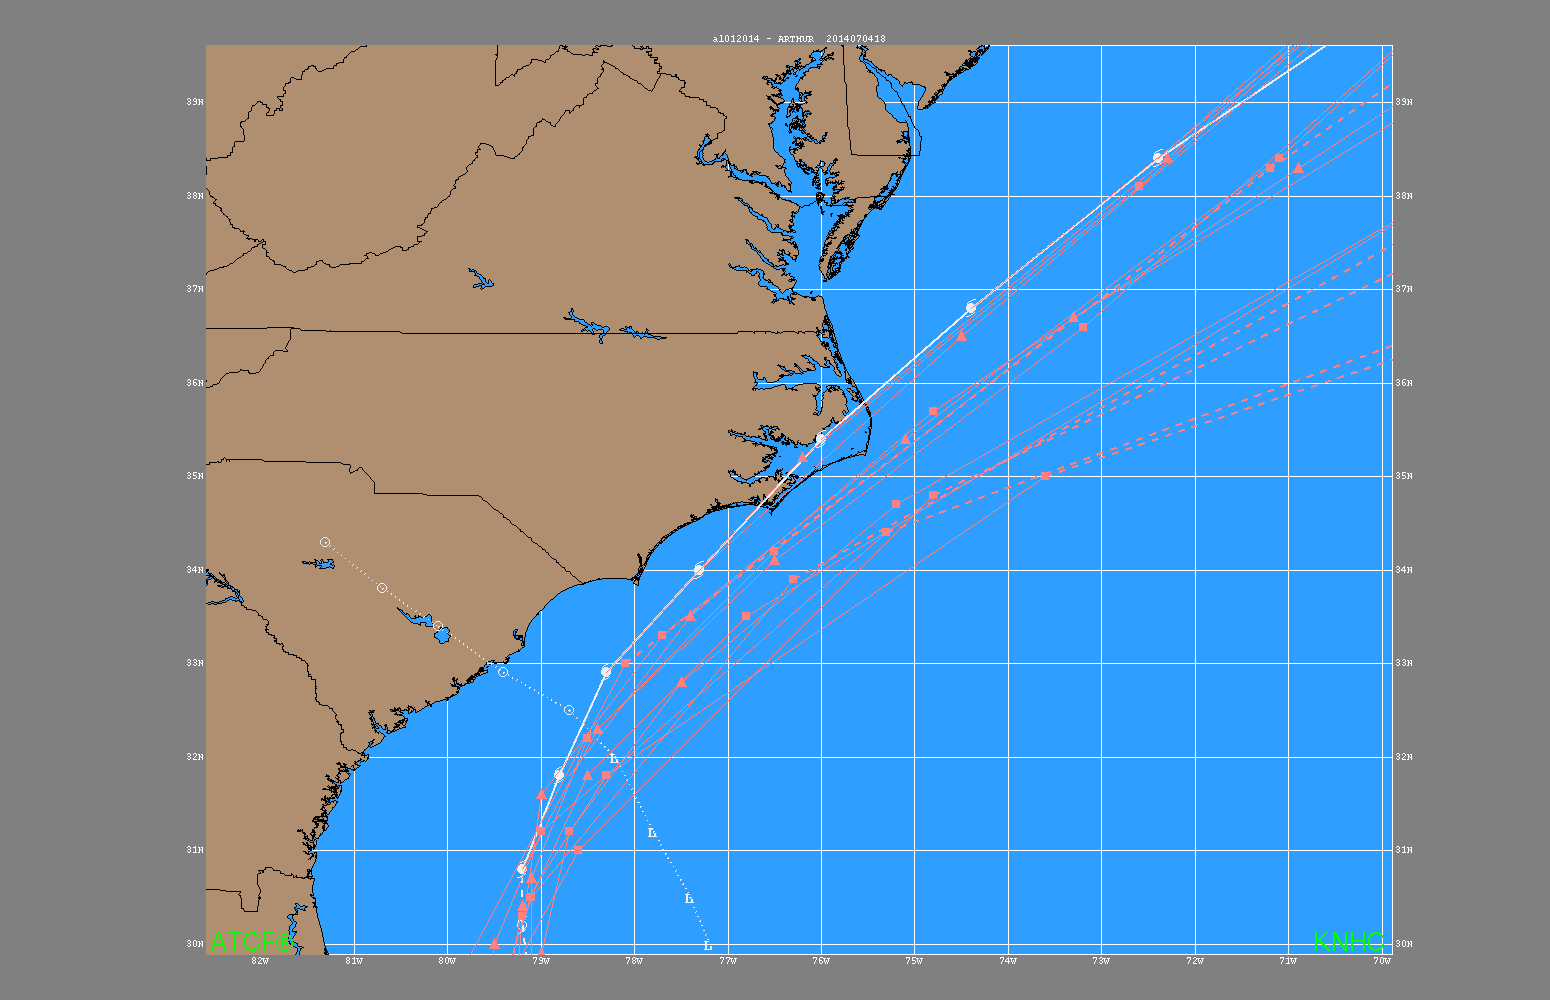 al012014 - ARTHUR 2014070418
39N 39N
38N 38N
37N 37N
36N 36N
35N 35N
34N 34N
33N 33N
32N 32N
L
L
31N 31N
L
30N 30N
L
ATCF® KNHC
82W 81W 80W 79W 78W 77W 76W 75W 74W 73W 72W 71W 70W